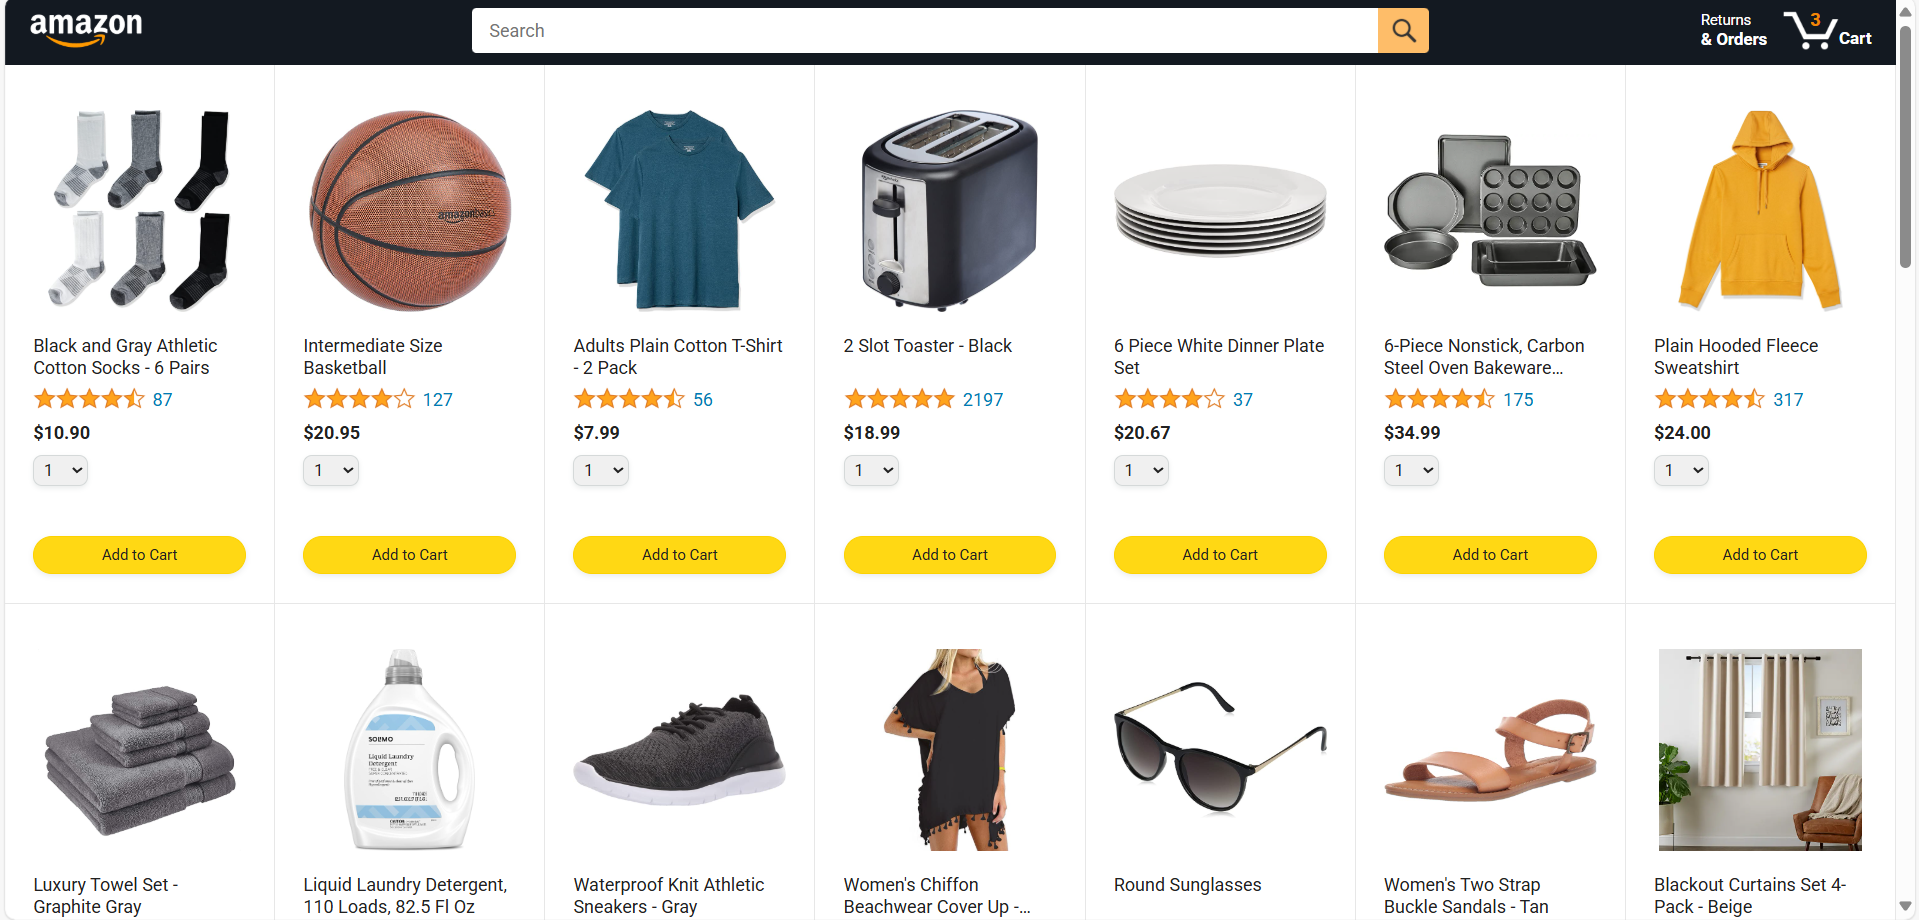 amazon
Search
Returns
& Orders
3
Cart
amazonbasics
Black and Gray Athletic
Cotton Socks - 6 Pairs
87
$10.90
1
Add to Cart
Intermediate Size
Basketball
127
$20.95
1
Add to Cart
Adults Plain Cotton T-Shirt
- 2 Pack
56
$7.99
1
Add to Cart
2 Slot Toaster - Black
2197
$18.99
1
Add to Cart
6 Piece White Dinner Plate
Set
37
$20.67
1
Add to Cart
6-Piece Nonstick, Carbon
Steel Oven Bakeware...
175
$34.99
1
Add to Cart
Plain Hooded Fleece
Sweatshirt
317
$24.00
1
Add to Cart
SOLIMO
Liquid Laundry
Detergent
Luxury Towel Set -
Graphite Gray
Liquid Laundry Detergent,
110 Loads, 82.5 Fl Oz
Waterproof Knit Athletic
Sneakers - Gray
Women's Chiffon
Beachwear Cover Up -...
Round Sunglasses
Women's Two Strap
Buckle Sandals - Tan
Blackout Curtains Set 4-
Pack - Beige